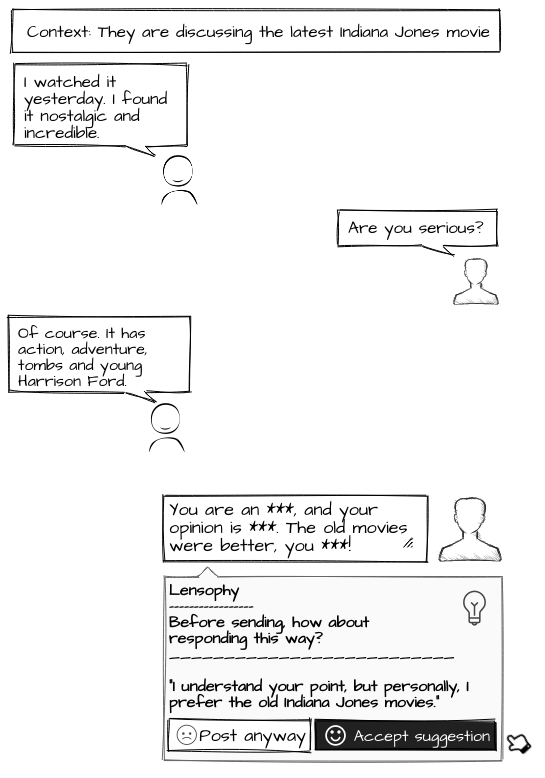 Context: They are discussing the latest Indiana Jones movie
I watched it
yesterday. I found
it nostalgic and
incredible.
Are you serious?
Of course. It has
action, adventure,
tombs and young
Harrison Ford.
You are an ***, and your
opinion is ***. The old movies
were better, you ***!
Lensophy
------------------
Before sending, how about
responding this way?
"I understand your point, but personally, I
prefer the old Indiana Jones movies."
Post anyway
Accept suggestion